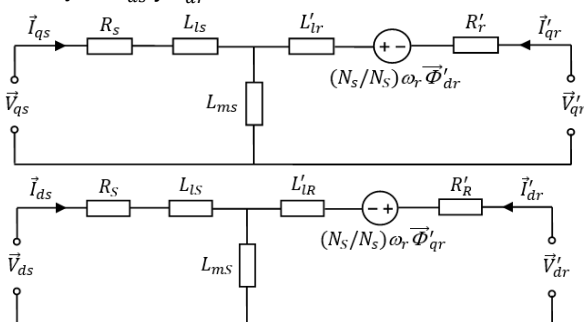 I⃗qs Rs Lls L′lr R′r I⃗′qr
+ −
(Ns/NS)ωr Φ⃗′dr
V⃗qs Lms V⃗′qr
I⃗ds RS LlS L′lR R′R I⃗′dr
− +
(NS/Ns)ωr Φ⃗′qr
V⃗ds LmS V⃗′dr